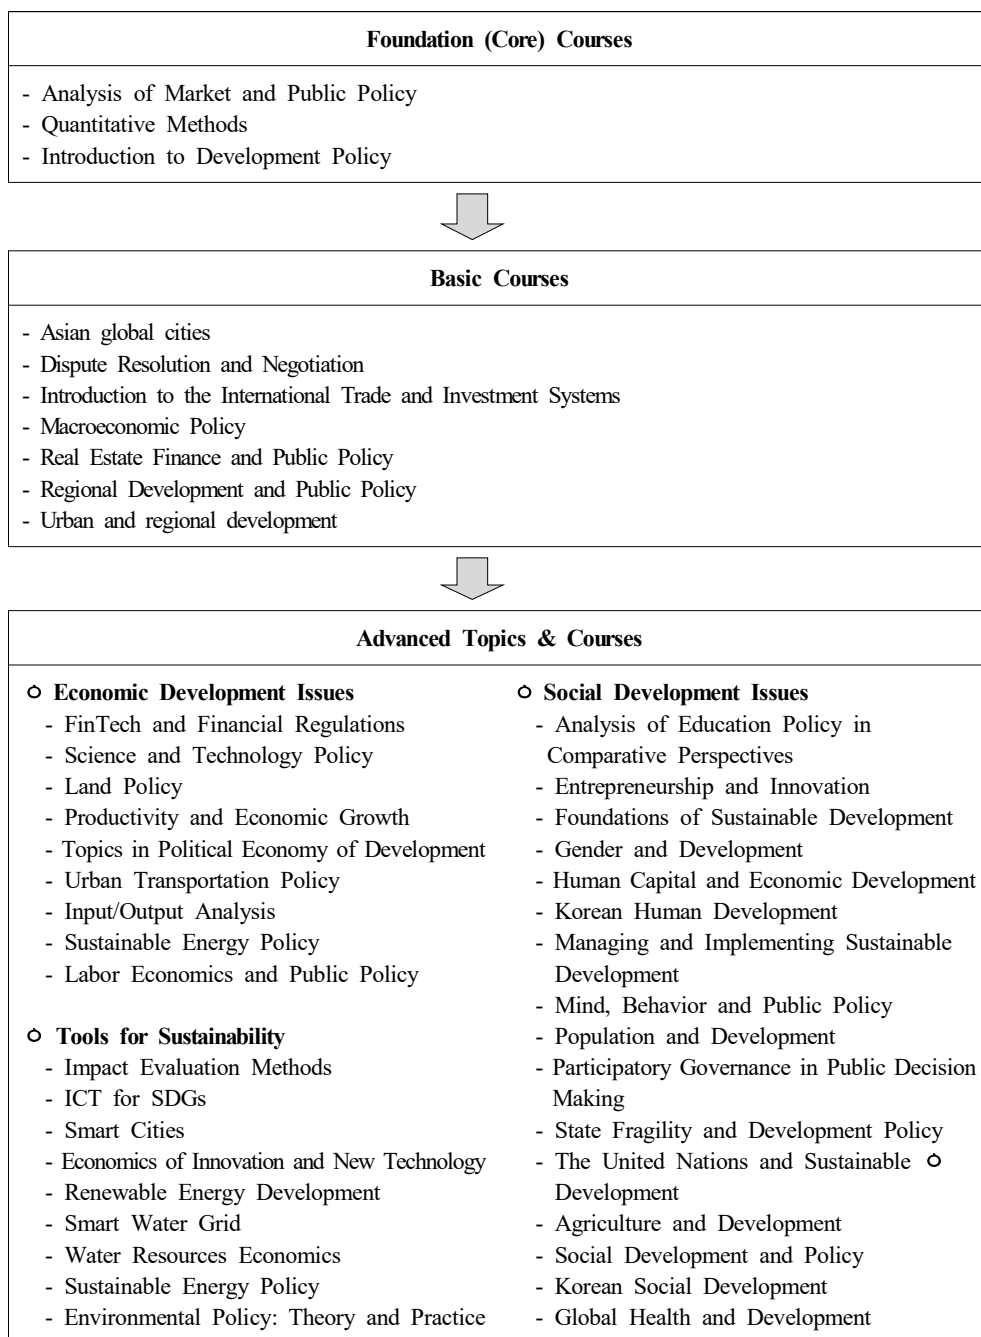 Foundation (Core) Courses
- Analysis of Market and Public Policy
- Quantitative Methods
- Introduction to Development Policy
Basic Courses
- Asian global cities
- Dispute Resolution and Negotiation
- Introduction to the International Trade and Investment Systems
- Macroeconomic Policy
- Real Estate Finance and Public Policy
- Regional Development and Public Policy
- Urban and regional development
Advanced Topics & Courses
o Economic Development Issues
- FinTech and Financial Regulations
- Science and Technology Policy
- Land Policy
- Productivity and Economic Growth
- Topics in Political Economy of Development
- Urban Transportation Policy
- Input/Output Analysis
- Sustainable Energy Policy
- Labor Economics and Public Policy
o Tools for Sustainability
- Impact Evaluation Methods
- ICT for SDGs
- Smart Cities
- Economics of Innovation and New Technology
- Renewable Energy Development
- Smart Water Grid
- Water Resources Economics
- Sustainable Energy Policy
- Environmental Policy: Theory and Practice
o Social Development Issues
- Analysis of Education Policy in
Comparative Perspectives
- Entrepreneurship and Innovation
- Foundations of Sustainable Development
- Gender and Development
- Human Capital and Economic Development
- Korean Human Development
- Managing and Implementing Sustainable
Development
- Mind, Behavior and Public Policy
- Population and Development
- Participatory Governance in Public Decision
Making
- State Fragility and Development Policy
- The United Nations and Sustainable o
Development
- Agriculture and Development
- Social Development and Policy
- Korean Social Development
- Global Health and Development